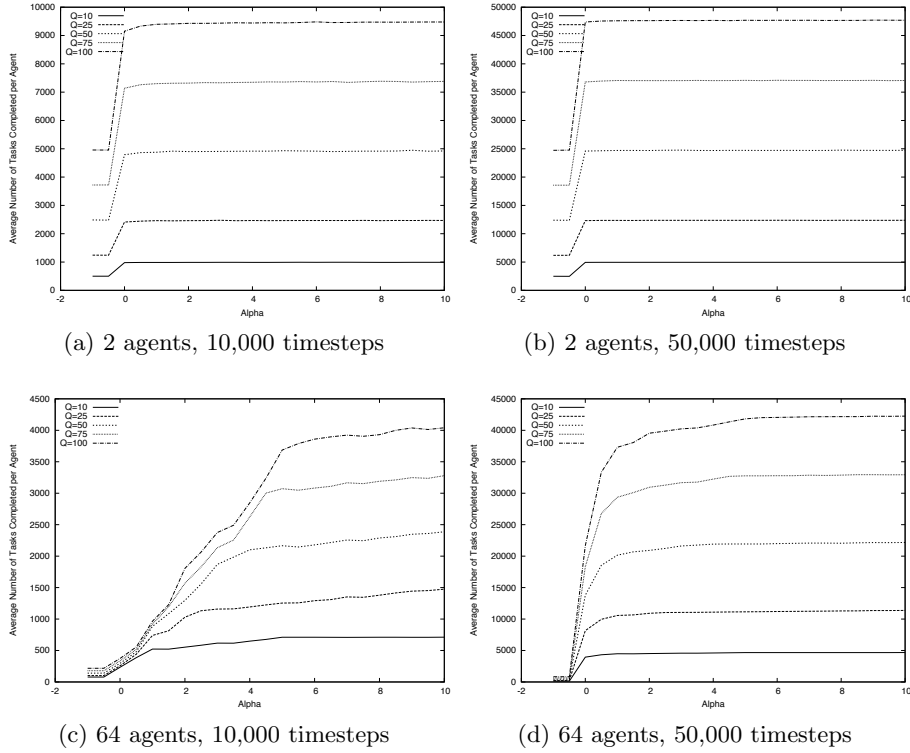 Q=10
Q=25
Q=50
Q=75
Q=100
Average Number of Tasks Completed per Agent
10000
9000
8000
7000
6000
5000
4000
3000
2000
1000
0
-2 0 2 4 6 8 10
Alpha
(a) 2 agents, 10,000 timesteps
Q=10
Q=25
Q=50
Q=75
Q=100
Average Number of Tasks Completed per Agent
50000
45000
40000
35000
30000
25000
20000
15000
10000
5000
0
-2 0 2 4 6 8 10
Alpha
(b) 2 agents, 50,000 timesteps
Q=10
Q=25
Q=50
Q=75
Q=100
Average Number of Tasks Completed per Agent
4500
4000
3500
3000
2500
2000
1500
1000
500
0
-2 0 2 4 6 8 10
Alpha
(c) 64 agents, 10,000 timesteps
Q=10
Q=25
Q=50
Q=75
Q=100
Average Number of Tasks Completed per Agent
45000
40000
35000
30000
25000
20000
15000
10000
5000
0
-2 0 2 4 6 8 10
Alpha
(d) 64 agents, 50,000 timesteps